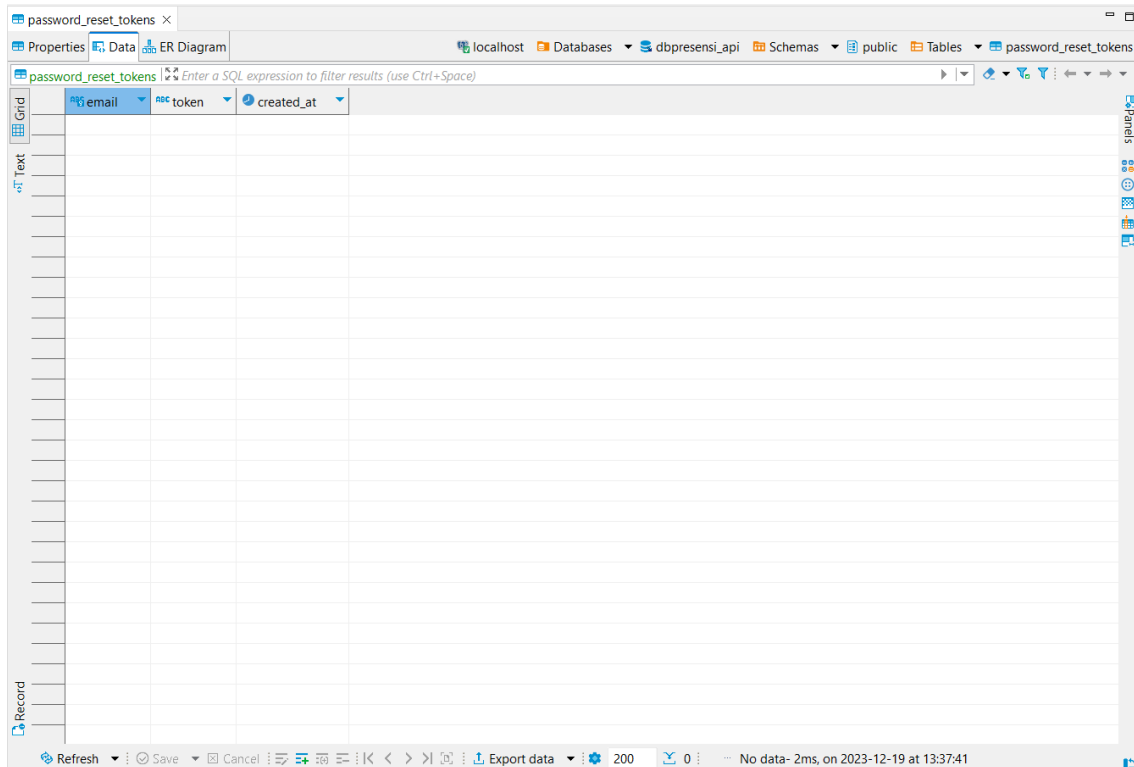 password_reset_tokens
Properties Data ER Diagram localhost Databases dbpresensi_api Schemas public Tables password_reset_tokens
password_reset_tokens Enter a SQL expression to filter results (use Ctrl+Space)
Grid ABC email ABC token created_at Panels
Text
Record
Refresh Save Cancel Export data 200 0 ··· No data- 2ms, on 2023-12-19 at 13:37:41